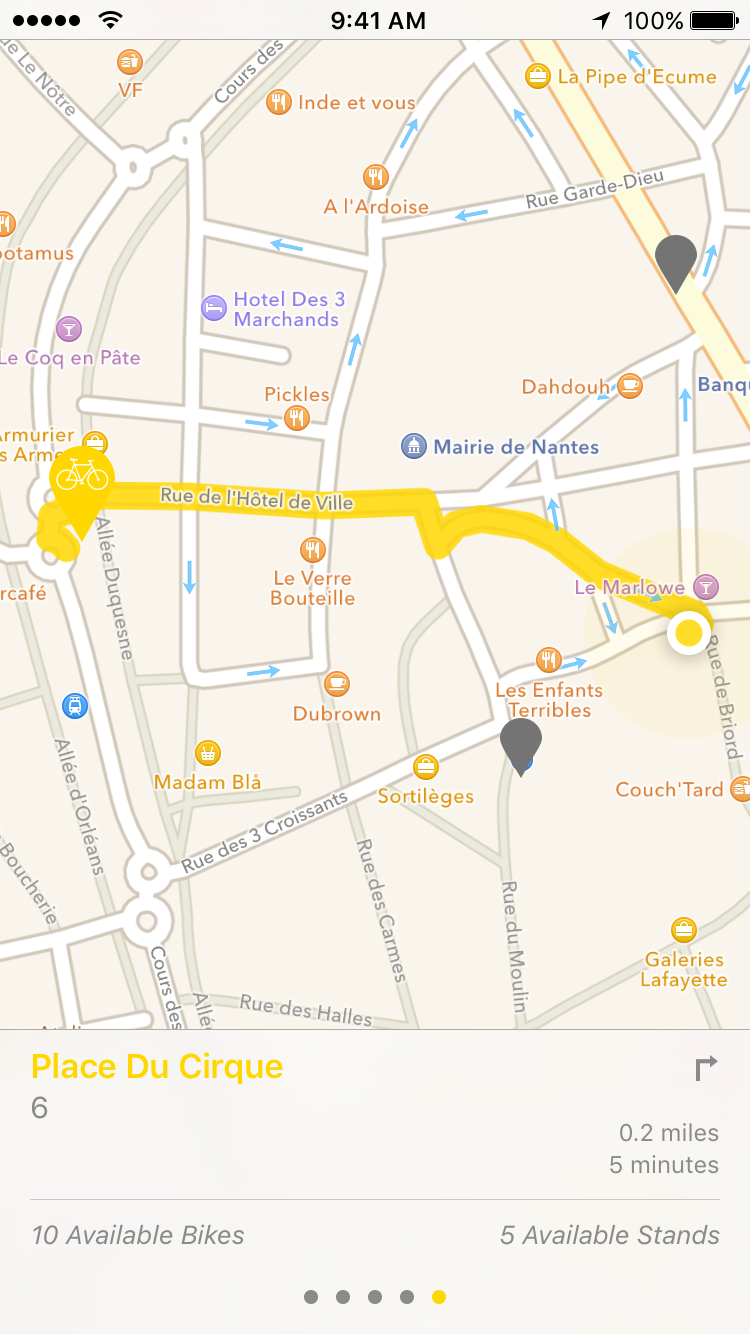 9:41 AM
100%
ue Le Nôtre
VF
Cours des
La Pipe d'Ecume
Inde et vous
A l'Ardoise
Rue Garde-Dieu
potamus
Hotel Des 3
Marchands
Le Coq en Pâte
Pickles
Dahdouh
Banqu
Armurier
s Arme
Mairie de Nantes
Rue de l'Hôtel de Ville
Allée Duquesne
Le Verre
Bouteille
Le Marlowe
rcafé
Rue de Briord
Les Enfants
Terribles
Dubrown
Allée d'Orléans
Madam Blå
Sortilèges
Couch'Tard
Rue des 3 Croissants
Boucherie
Rue des Carmes
Rue du Moulin
Galeries
Lafayette
Cours des
Allé
Rue des Halles
Place Du Cirque
6
0.2 miles
5 minutes
10 Available Bikes
5 Available Stands